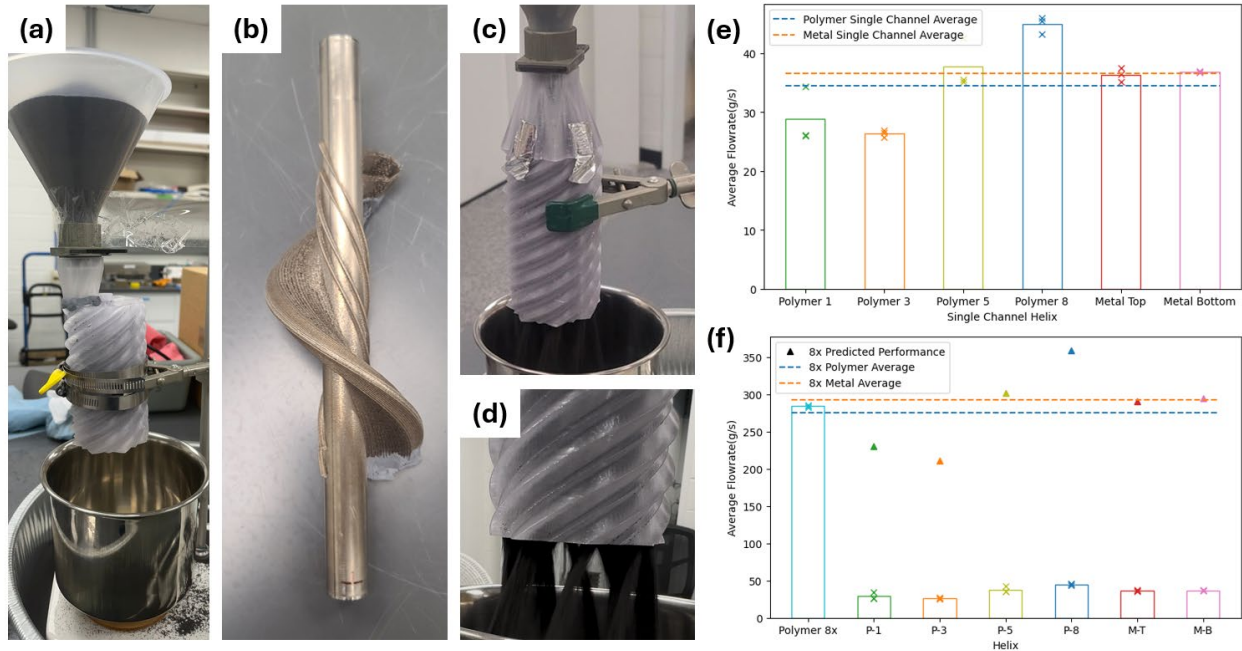 (a)
(b)
(c)
(d)
(e)
Polymer Single Channel Average
Metal Single Channel Average
Average Flowrate(g/s)
40
30
20
10
0
Polymer 1
Polymer 3
Polymer 5
Polymer 8
Metal Top
Metal Bottom
Single Channel Helix
(f)
8x Predicted Performance
8x Polymer Average
8x Metal Average
Average Flowrate(g/s)
350
300
250
200
150
100
50
0
Polymer 8x
P-1
P-3
P-5
P-8
M-T
M-B
Helix